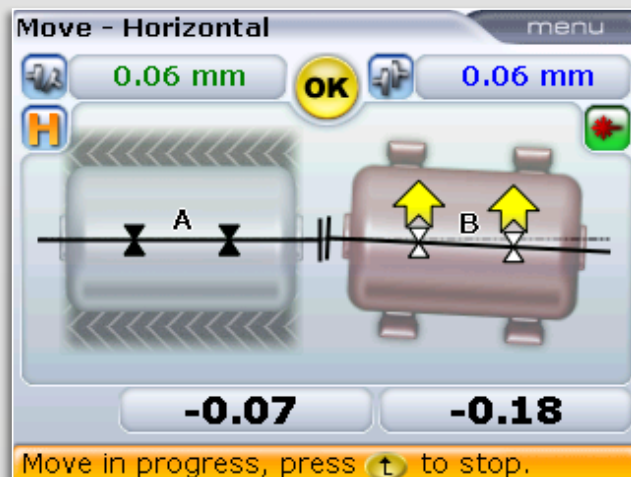 Move - Horizontal menu
0.06 mm OK 0.06 mm
H
A B
-0.07 -0.18
Move in progress, press to stop.